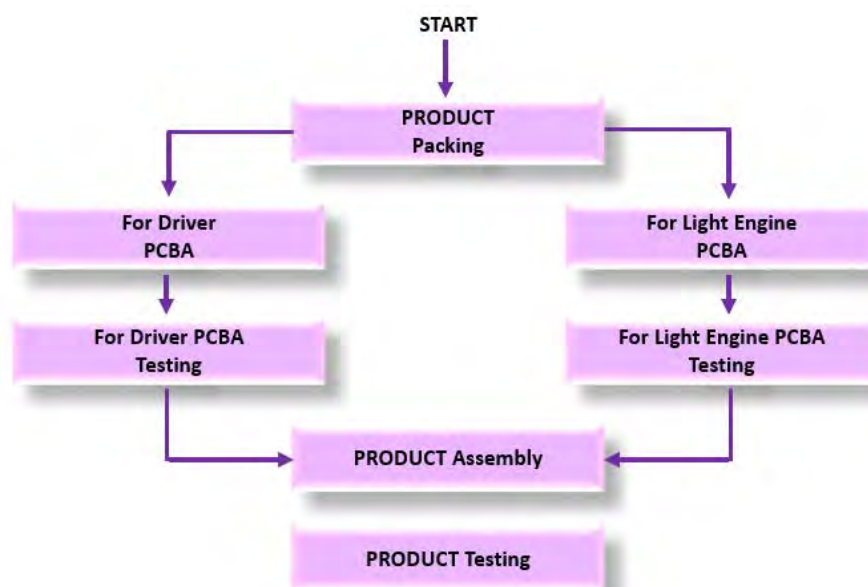 START
PRODUCT
Packing
For Driver
PCBA
For Light Engine
PCBA
For Driver PCBA
Testing
For Light Engine PCBA
Testing
PRODUCT Assembly
PRODUCT Testing